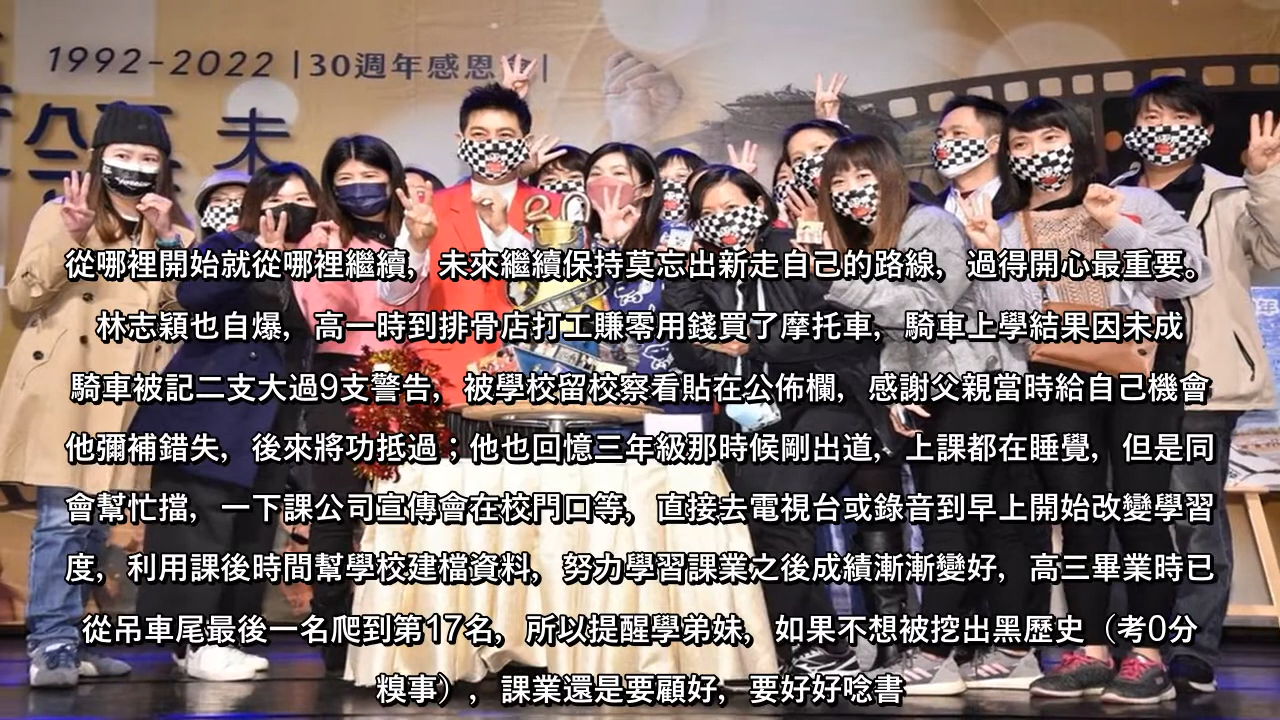 1992-2022 |30週年感恩會|
未
從哪裡開始就從哪裡繼續，未來繼續保持莫忘出新走自己的路線，過得開心最重要。
林志穎也自爆，高一時到排骨店打工賺零用錢買了摩托車，騎車上學結果因未成
騎車被記二支大過9支警告，被學校留校察看貼在公佈欄，感謝父親當時給自己機會
他彌補錯失，後來將功抵過；他也回憶三年級那時候剛出道，上課都在睡覺，但是同
會幫忙擋，一下課公司宣傳會在校門口等，直接去電視台或錄音到早上開始改變學習
度，利用課後時間幫學校建檔資料，努力學習課業之後成績漸漸變好，高三畢業時已
從吊車尾最後一名爬到第17名，所以提醒學弟妹，如果不想被挖出黑歷史（考0分
糗事），課業還是要顧好，要好好唸書